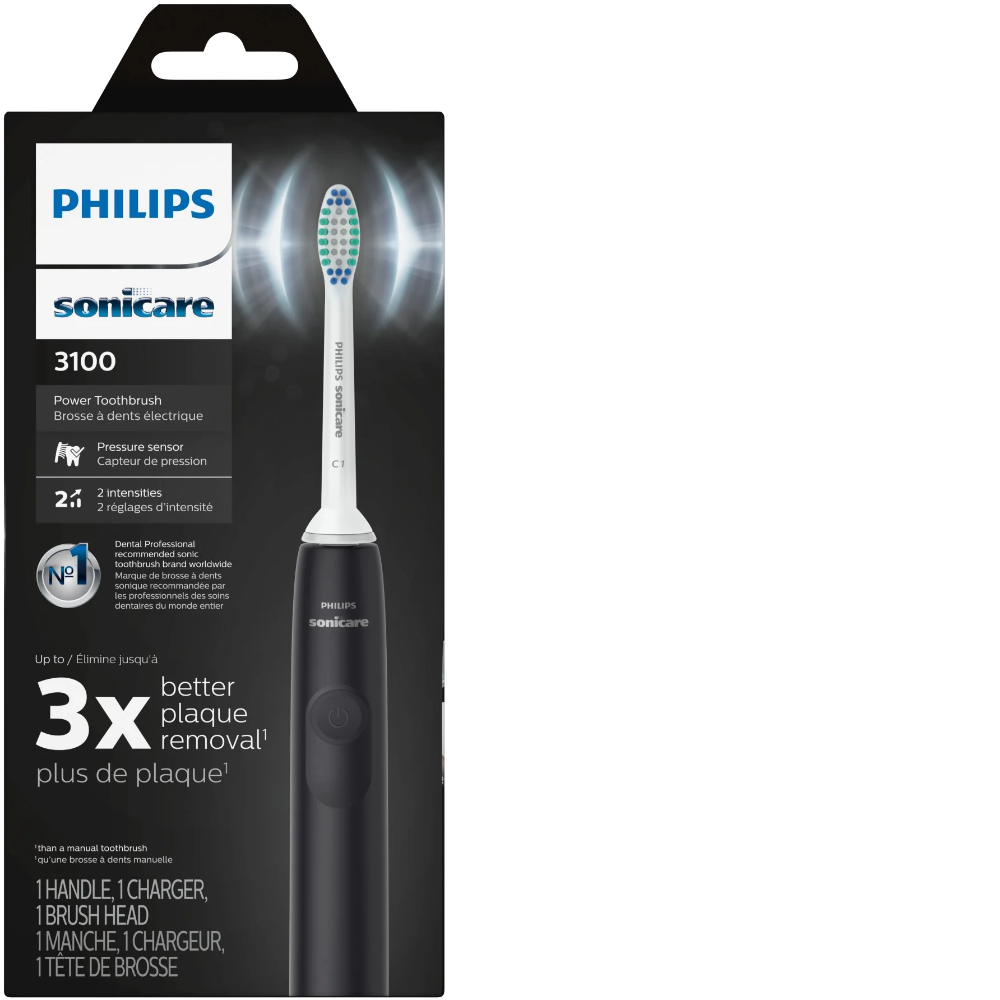 PHILIPS
sonicare
3100
Power Toothbrush
Brosse à dents électrique
Pressure sensor
Capteur de pression
2
2 intensities
2 réglages d'intensité
Nº1
Dental Professional
recommended sonic
toothbrush brand worldwide
Marque de brosse à dents
sonique recommandée par
les professionnels des soins
dentaires du monde entier
Up to / Élimine jusqu'à
3x
better
plaque
removal¹
plus de plaque¹
¹than a manual toothbrush
¹qu'une brosse à dents manuelle
1 HANDLE, 1 CHARGER,
1 BRUSH HEAD
1 MANCHE, 1 CHARGEUR,
1 TÊTE DE BROSSE
PHILIPS sonicare
C1
PHILIPS
sonicare